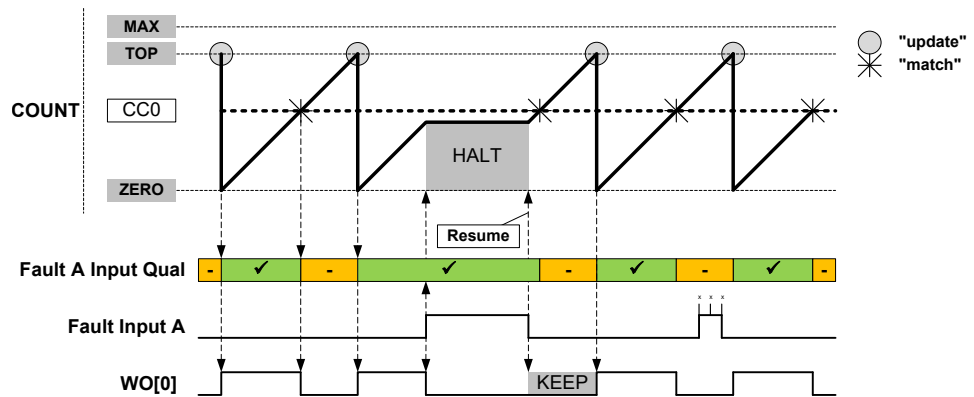 MAX
TOP
"update"
"match"
COUNT
CC0
HALT
ZERO
Resume
Fault A Input Qual
- ✓ - ✓ - ✓ - ✓ -
x x x
Fault Input A
WO[0]
KEEP